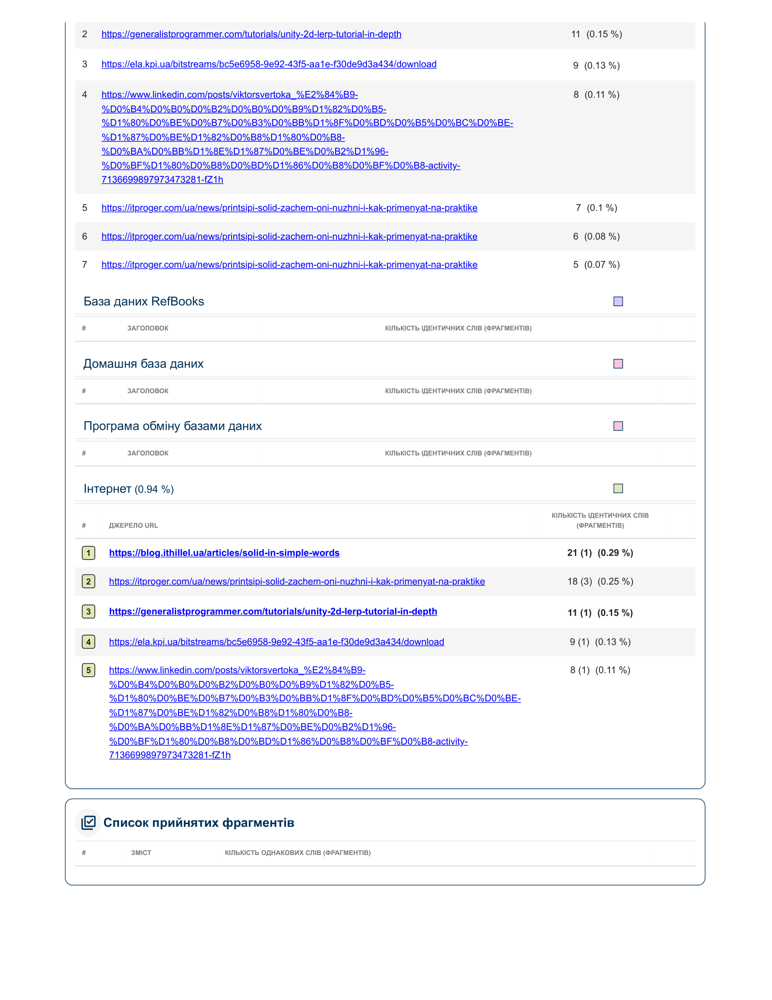 2 https://generalistprogrammer.com/tutorials/unity-2d-lerp-tutorial-in-depth 11 (0.15 %)
3 https://ela.kpi.ua/bitstreams/bc5e6958-9e92-43f5-aa1e-f30de9d3a434/download 9 (0.13 %)
4 https://www.linkedin.com/posts/viktorsvertoka_%E2%84%B9- 8 (0.11 %)
%D0%B4%D0%B0%D0%B2%D0%B0%D0%B9%D1%82%D0%B5-
%D1%80%D0%BE%D0%B7%D0%B3%D0%BB%D1%8F%D0%BD%D0%B5%D0%BC%D0%BE-
%D1%87%D0%BE%D1%82%D0%B8%D1%80%D0%B8-
%D0%BA%D0%BB%D1%8E%D1%87%D0%BE%D0%B2%D1%96-
%D0%BF%D1%80%D0%B8%D0%BD%D1%86%D0%B8%D0%BF%D0%B8-activity-
7136699897973473281-fZ1h
5 https://itproger.com/ua/news/printsipi-solid-zachem-oni-nuzhni-i-kak-primenyat-na-praktike 7 (0.1 %)
6 https://itproger.com/ua/news/printsipi-solid-zachem-oni-nuzhni-i-kak-primenyat-na-praktike 6 (0.08 %)
7 https://itproger.com/ua/news/printsipi-solid-zachem-oni-nuzhni-i-kak-primenyat-na-praktike 5 (0.07 %)
База даних RefBooks
# ЗАГОЛОВОК КІЛЬКІСТЬ ІДЕНТИЧНИХ СЛІВ (ФРАГМЕНТІВ)
Домашня база даних
# ЗАГОЛОВОК КІЛЬКІСТЬ ІДЕНТИЧНИХ СЛІВ (ФРАГМЕНТІВ)
Програма обміну базами даних
# ЗАГОЛОВОК КІЛЬКІСТЬ ІДЕНТИЧНИХ СЛІВ (ФРАГМЕНТІВ)
Інтернет (0.94 %)
КІЛЬКІСТЬ ІДЕНТИЧНИХ СЛІВ
# ДЖЕРЕЛО URL (ФРАГМЕНТІВ)
1 https://blog.ithillel.ua/articles/solid-in-simple-words 21 (1) (0.29 %)
2 https://itproger.com/ua/news/printsipi-solid-zachem-oni-nuzhni-i-kak-primenyat-na-praktike 18 (3) (0.25 %)
3 https://generalistprogrammer.com/tutorials/unity-2d-lerp-tutorial-in-depth 11 (1) (0.15 %)
4 https://ela.kpi.ua/bitstreams/bc5e6958-9e92-43f5-aa1e-f30de9d3a434/download 9 (1) (0.13 %)
5 https://www.linkedin.com/posts/viktorsvertoka_%E2%84%B9- 8 (1) (0.11 %)
%D0%B4%D0%B0%D0%B2%D0%B0%D0%B9%D1%82%D0%B5-
%D1%80%D0%BE%D0%B7%D0%B3%D0%BB%D1%8F%D0%BD%D0%B5%D0%BC%D0%BE-
%D1%87%D0%BE%D1%82%D0%B8%D1%80%D0%B8-
%D0%BA%D0%BB%D1%8E%D1%87%D0%BE%D0%B2%D1%96-
%D0%BF%D1%80%D0%B8%D0%BD%D1%86%D0%B8%D0%BF%D0%B8-activity-
7136699897973473281-fZ1h
Список прийнятих фрагментів
# ЗМІСТ КІЛЬКІСТЬ ОДНАКОВИХ СЛІВ (ФРАГМЕНТІВ)